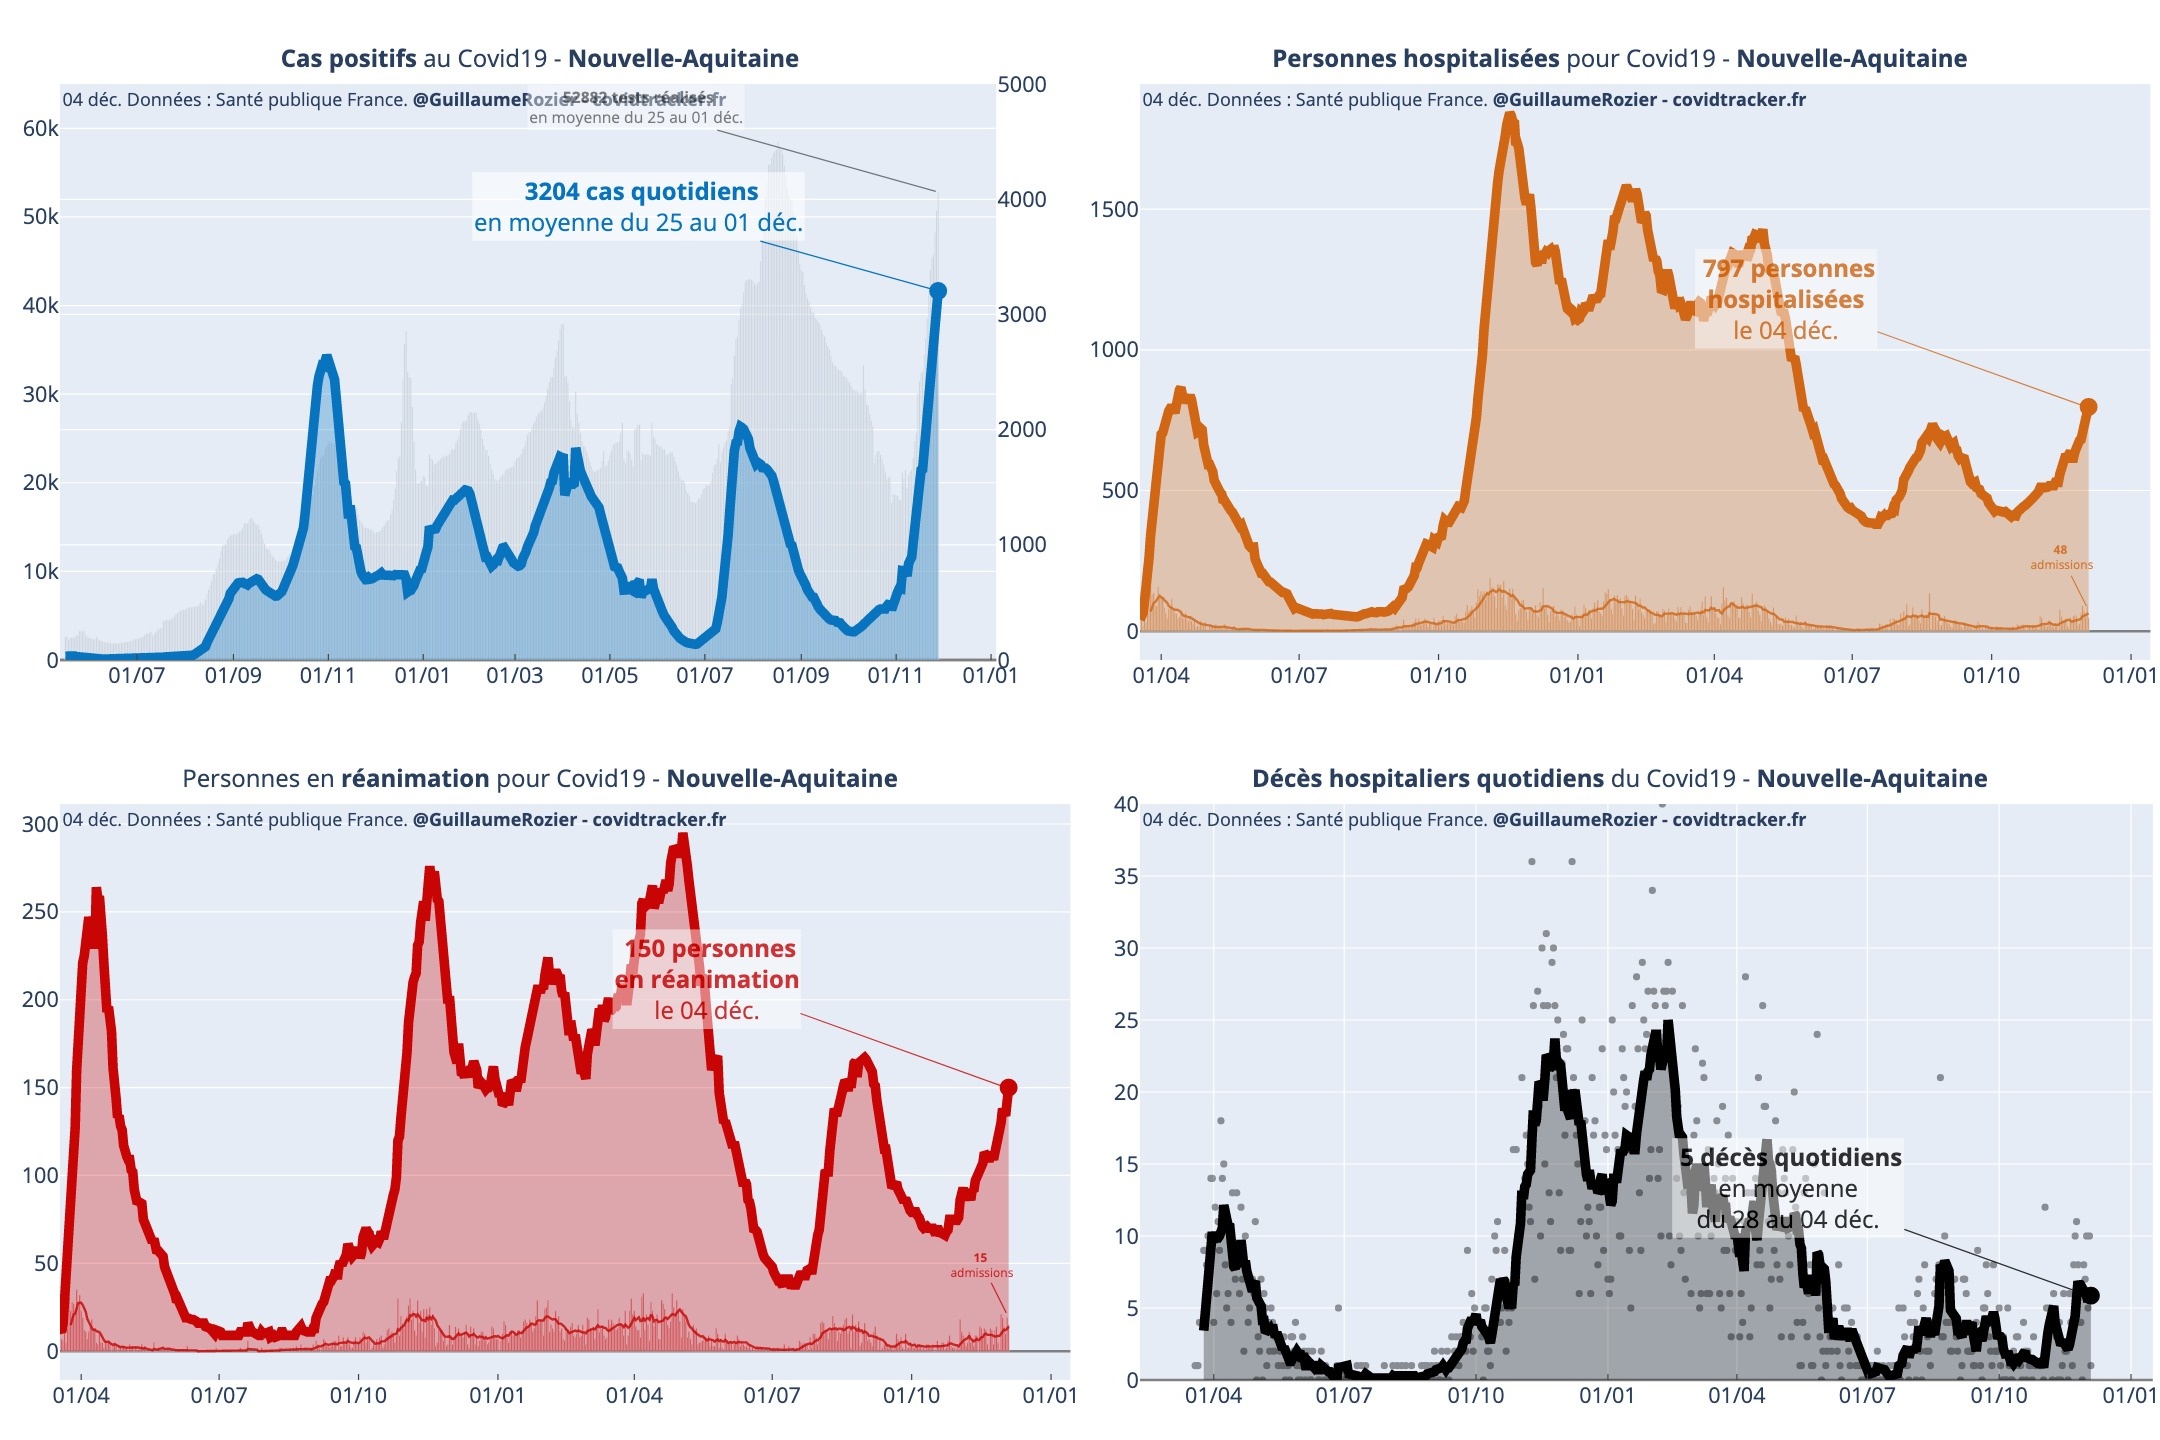 Cas positifs au Covid19 - Nouvelle-Aquitaine
04 déc. Données : Santé publique France. @GuillaumeRozier - covidtracker.fr
52882 tests réalisés
en moyenne du 25 au 01 déc.
3204 cas quotidiens
en moyenne du 25 au 01 déc.
60k
50k
40k
30k
20k
10k
0
5000
4000
3000
2000
1000
0
01/07 01/09 01/11 01/01 01/03 01/05 01/07 01/09 01/11 01/01
Personnes hospitalisées pour Covid19 - Nouvelle-Aquitaine
04 déc. Données : Santé publique France. @GuillaumeRozier - covidtracker.fr
797 personnes
hospitalisées
le 04 déc.
48
admissions
1500
1000
500
0
01/04 01/07 01/10 01/01 01/04 01/07 01/10 01/01
Personnes en réanimation pour Covid19 - Nouvelle-Aquitaine
04 déc. Données : Santé publique France. @GuillaumeRozier - covidtracker.fr
150 personnes
en réanimation
le 04 déc.
15
admissions
300
250
200
150
100
50
0
01/04 01/07 01/10 01/01 01/04 01/07 01/10 01/01
Décès hospitaliers quotidiens du Covid19 - Nouvelle-Aquitaine
04 déc. Données : Santé publique France. @GuillaumeRozier - covidtracker.fr
5 décès quotidiens
en moyenne
du 28 au 04 déc.
40
35
30
25
20
15
10
5
0
01/04 01/07 01/10 01/01 01/04 01/07 01/10 01/01